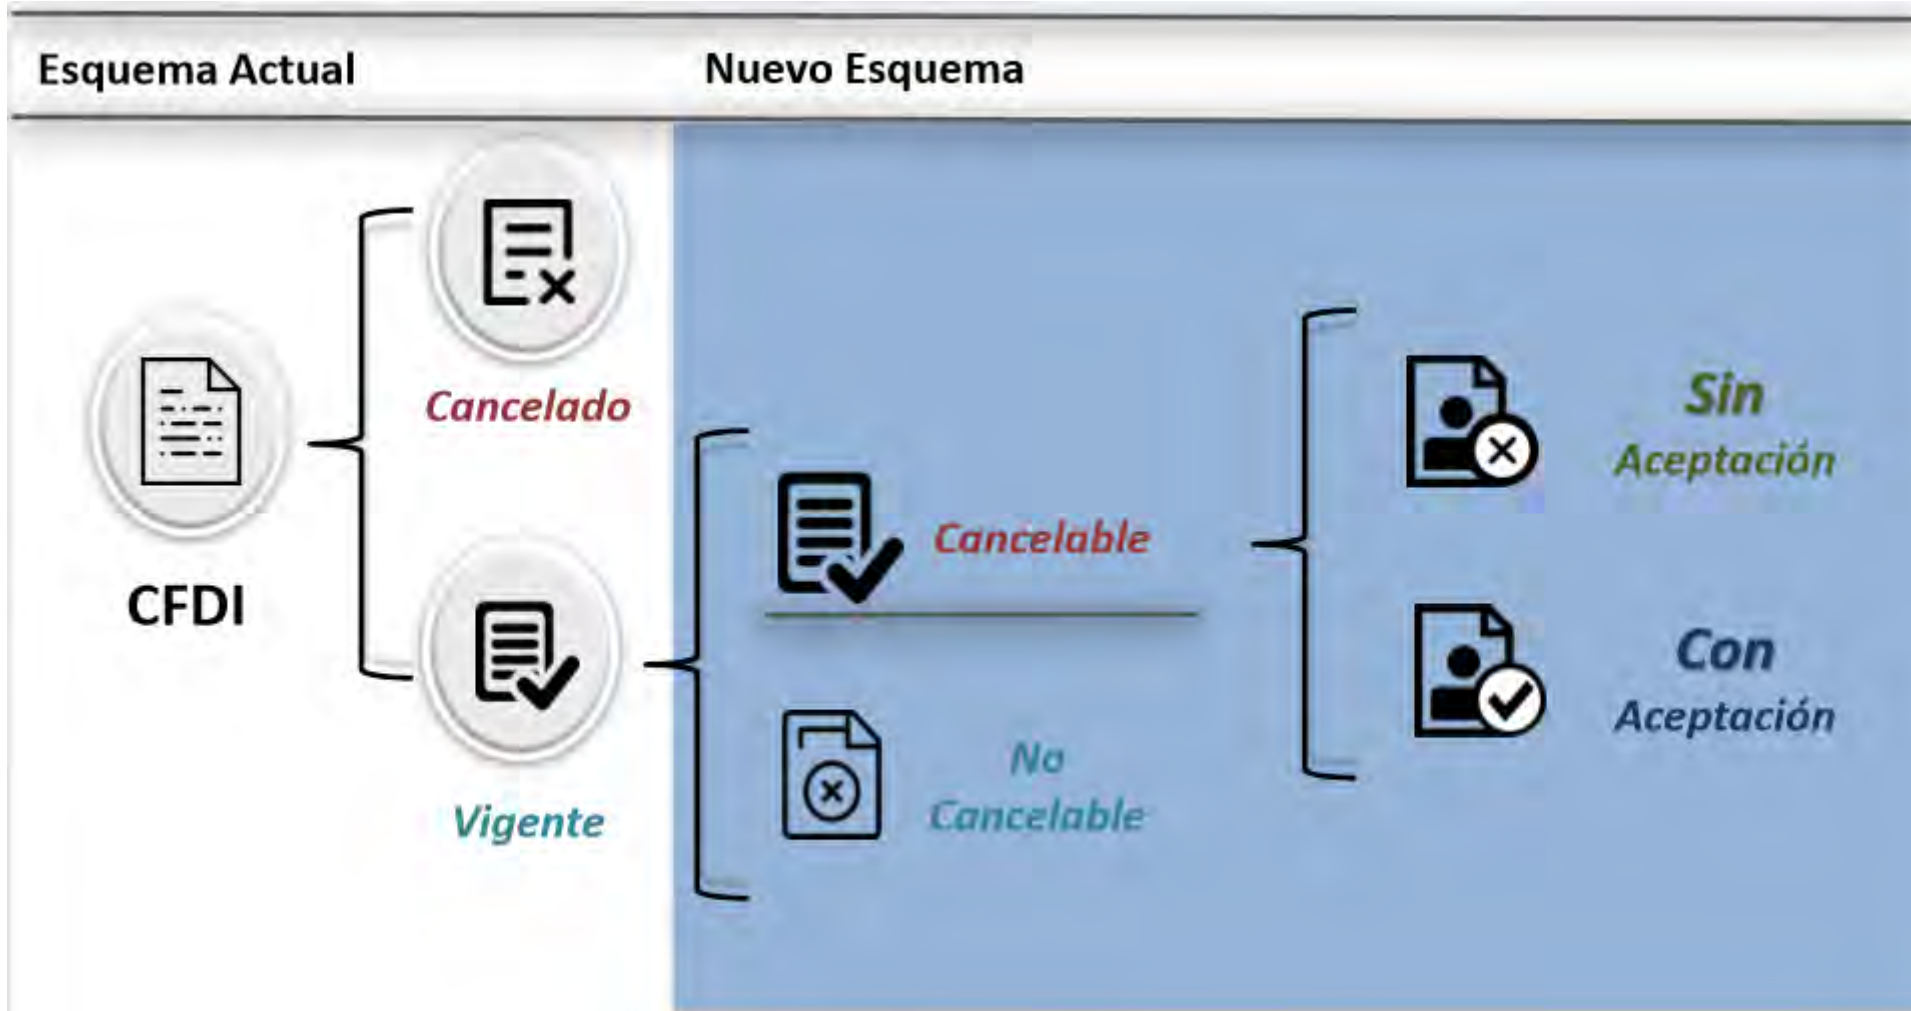 Esquema Actual
Nuevo Esquema
CFDI
Cancelado
Vigente
Cancelable
No
Cancelable
Sin
Aceptación
Con
Aceptación